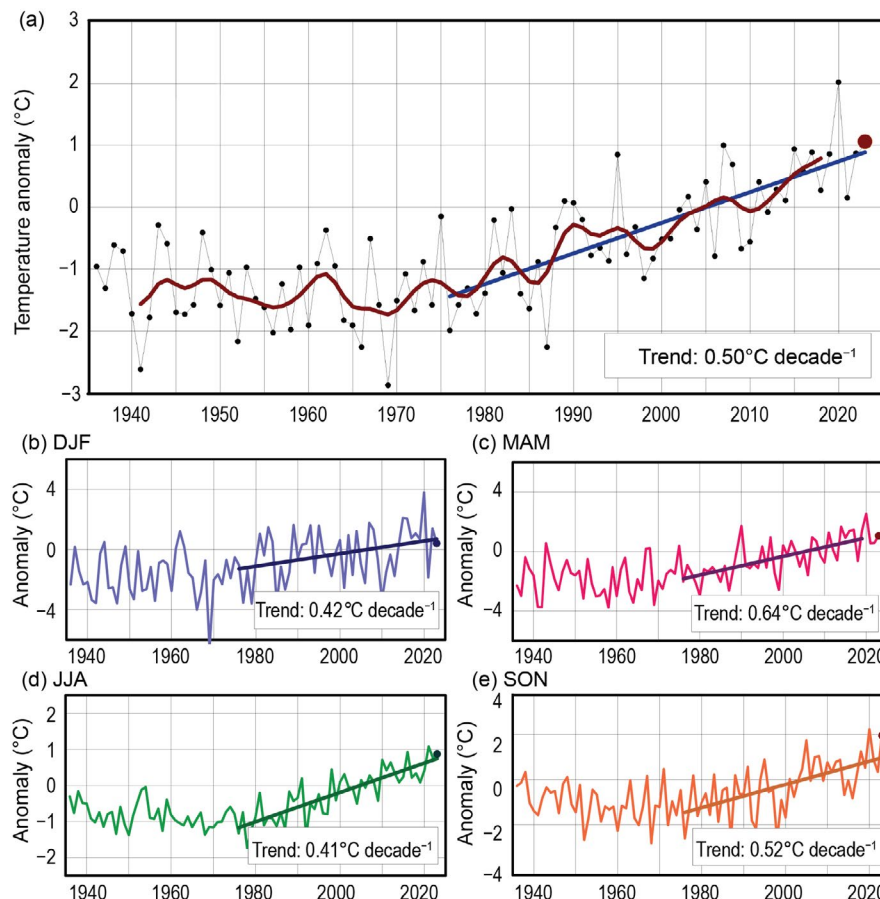 (a)
Temperature anomaly (°C)
3
2
1
0
−1
−2
−3
Trend: 0.50°C decade⁻¹
1940 1950 1960 1970 1980 1990 2000 2010 2020
(b) DJF
Anomaly (°C)
4
0
−4
Trend: 0.42°C decade⁻¹
1940 1960 1980 2000 2020
(c) MAM
Anomaly (°C)
4
0
−4
Trend: 0.64°C decade⁻¹
1940 1960 1980 2000 2020
(d) JJA
Anomaly (°C)
2
1
0
−1
−2
Trend: 0.41°C decade⁻¹
1940 1960 1980 2000 2020
(e) SON
Anomaly (°C)
4
2
0
−2
−4
Trend: 0.52°C decade⁻¹
1940 1960 1980 2000 2020